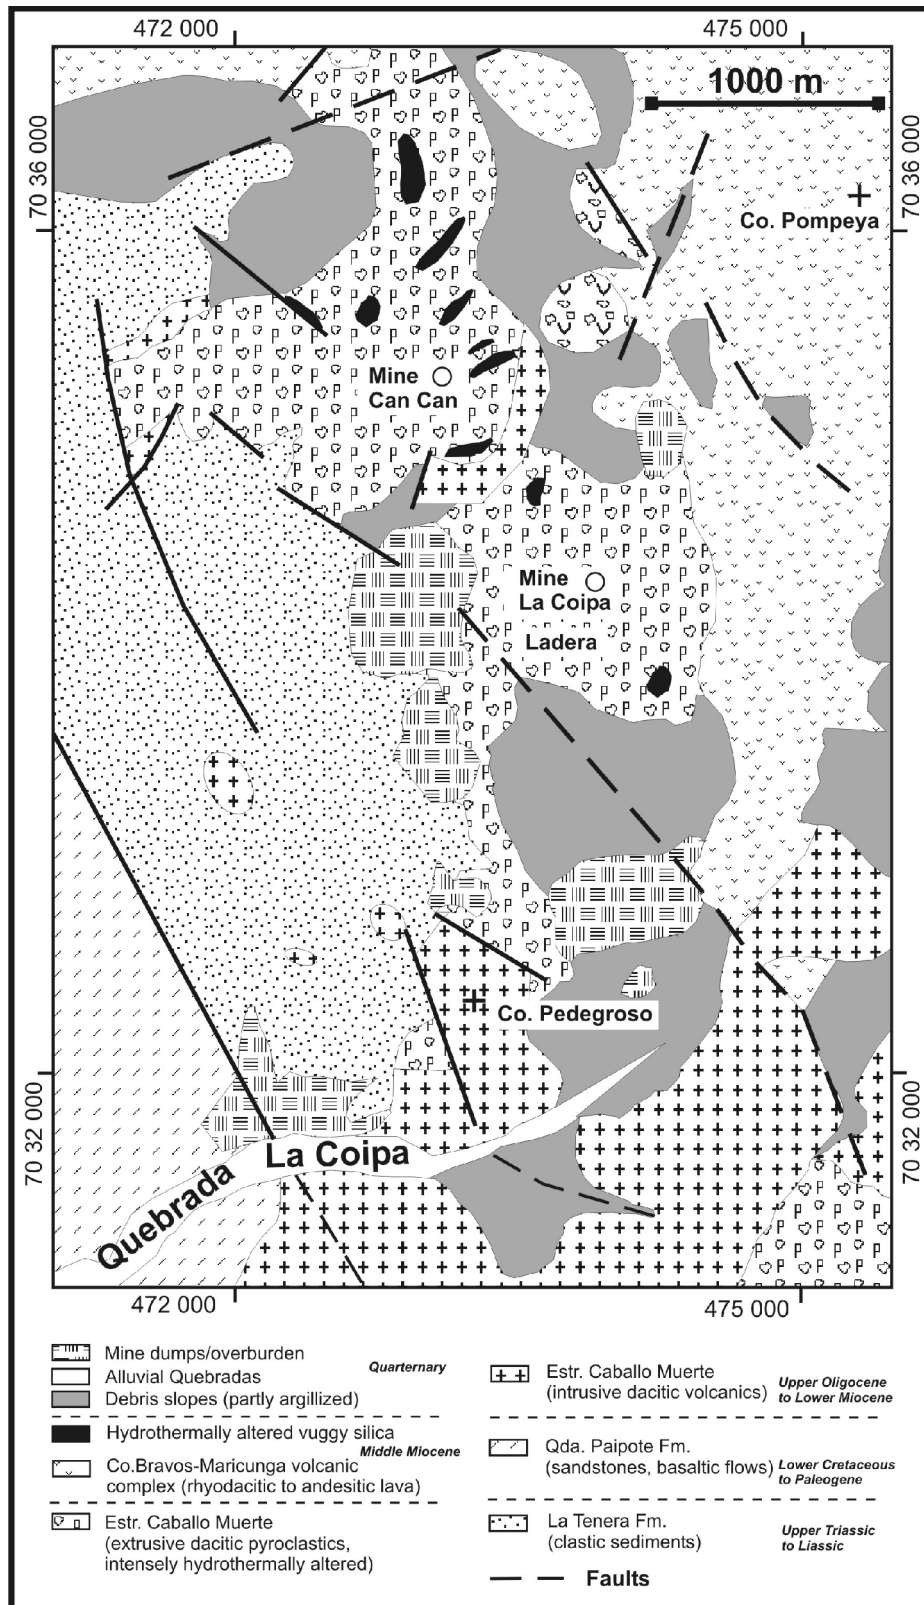 472 000
475 000
1000 m
70 36 000
70 36 000
Co. Pompeya
Mine
Can Can
Mine
La Coipa
Ladera
Co. Pedegroso
70 32 000
70 32 000
Quebrada La Coipa
472 000
475 000
Mine dumps/overburden
Quarternary
Alluvial Quebradas
Debris slopes (partly argillized)
Hydrothermally altered vuggy silica
Middle Miocene
Co.Bravos-Maricunga volcanic
complex (rhyodacitic to andesitic lava)
Estr. Caballo Muerte
(extrusive dacitic pyroclastics,
intensely hydrothermally altered)
Estr. Caballo Muerte
(intrusive dacitic volcanics)
Upper Oligocene
to Lower Miocene
Qda. Paipote Fm.
(sandstones, basaltic flows)
Lower Cretaceous
to Paleogene
La Tenera Fm.
(clastic sediments)
Upper Triassic
to Liassic
Faults